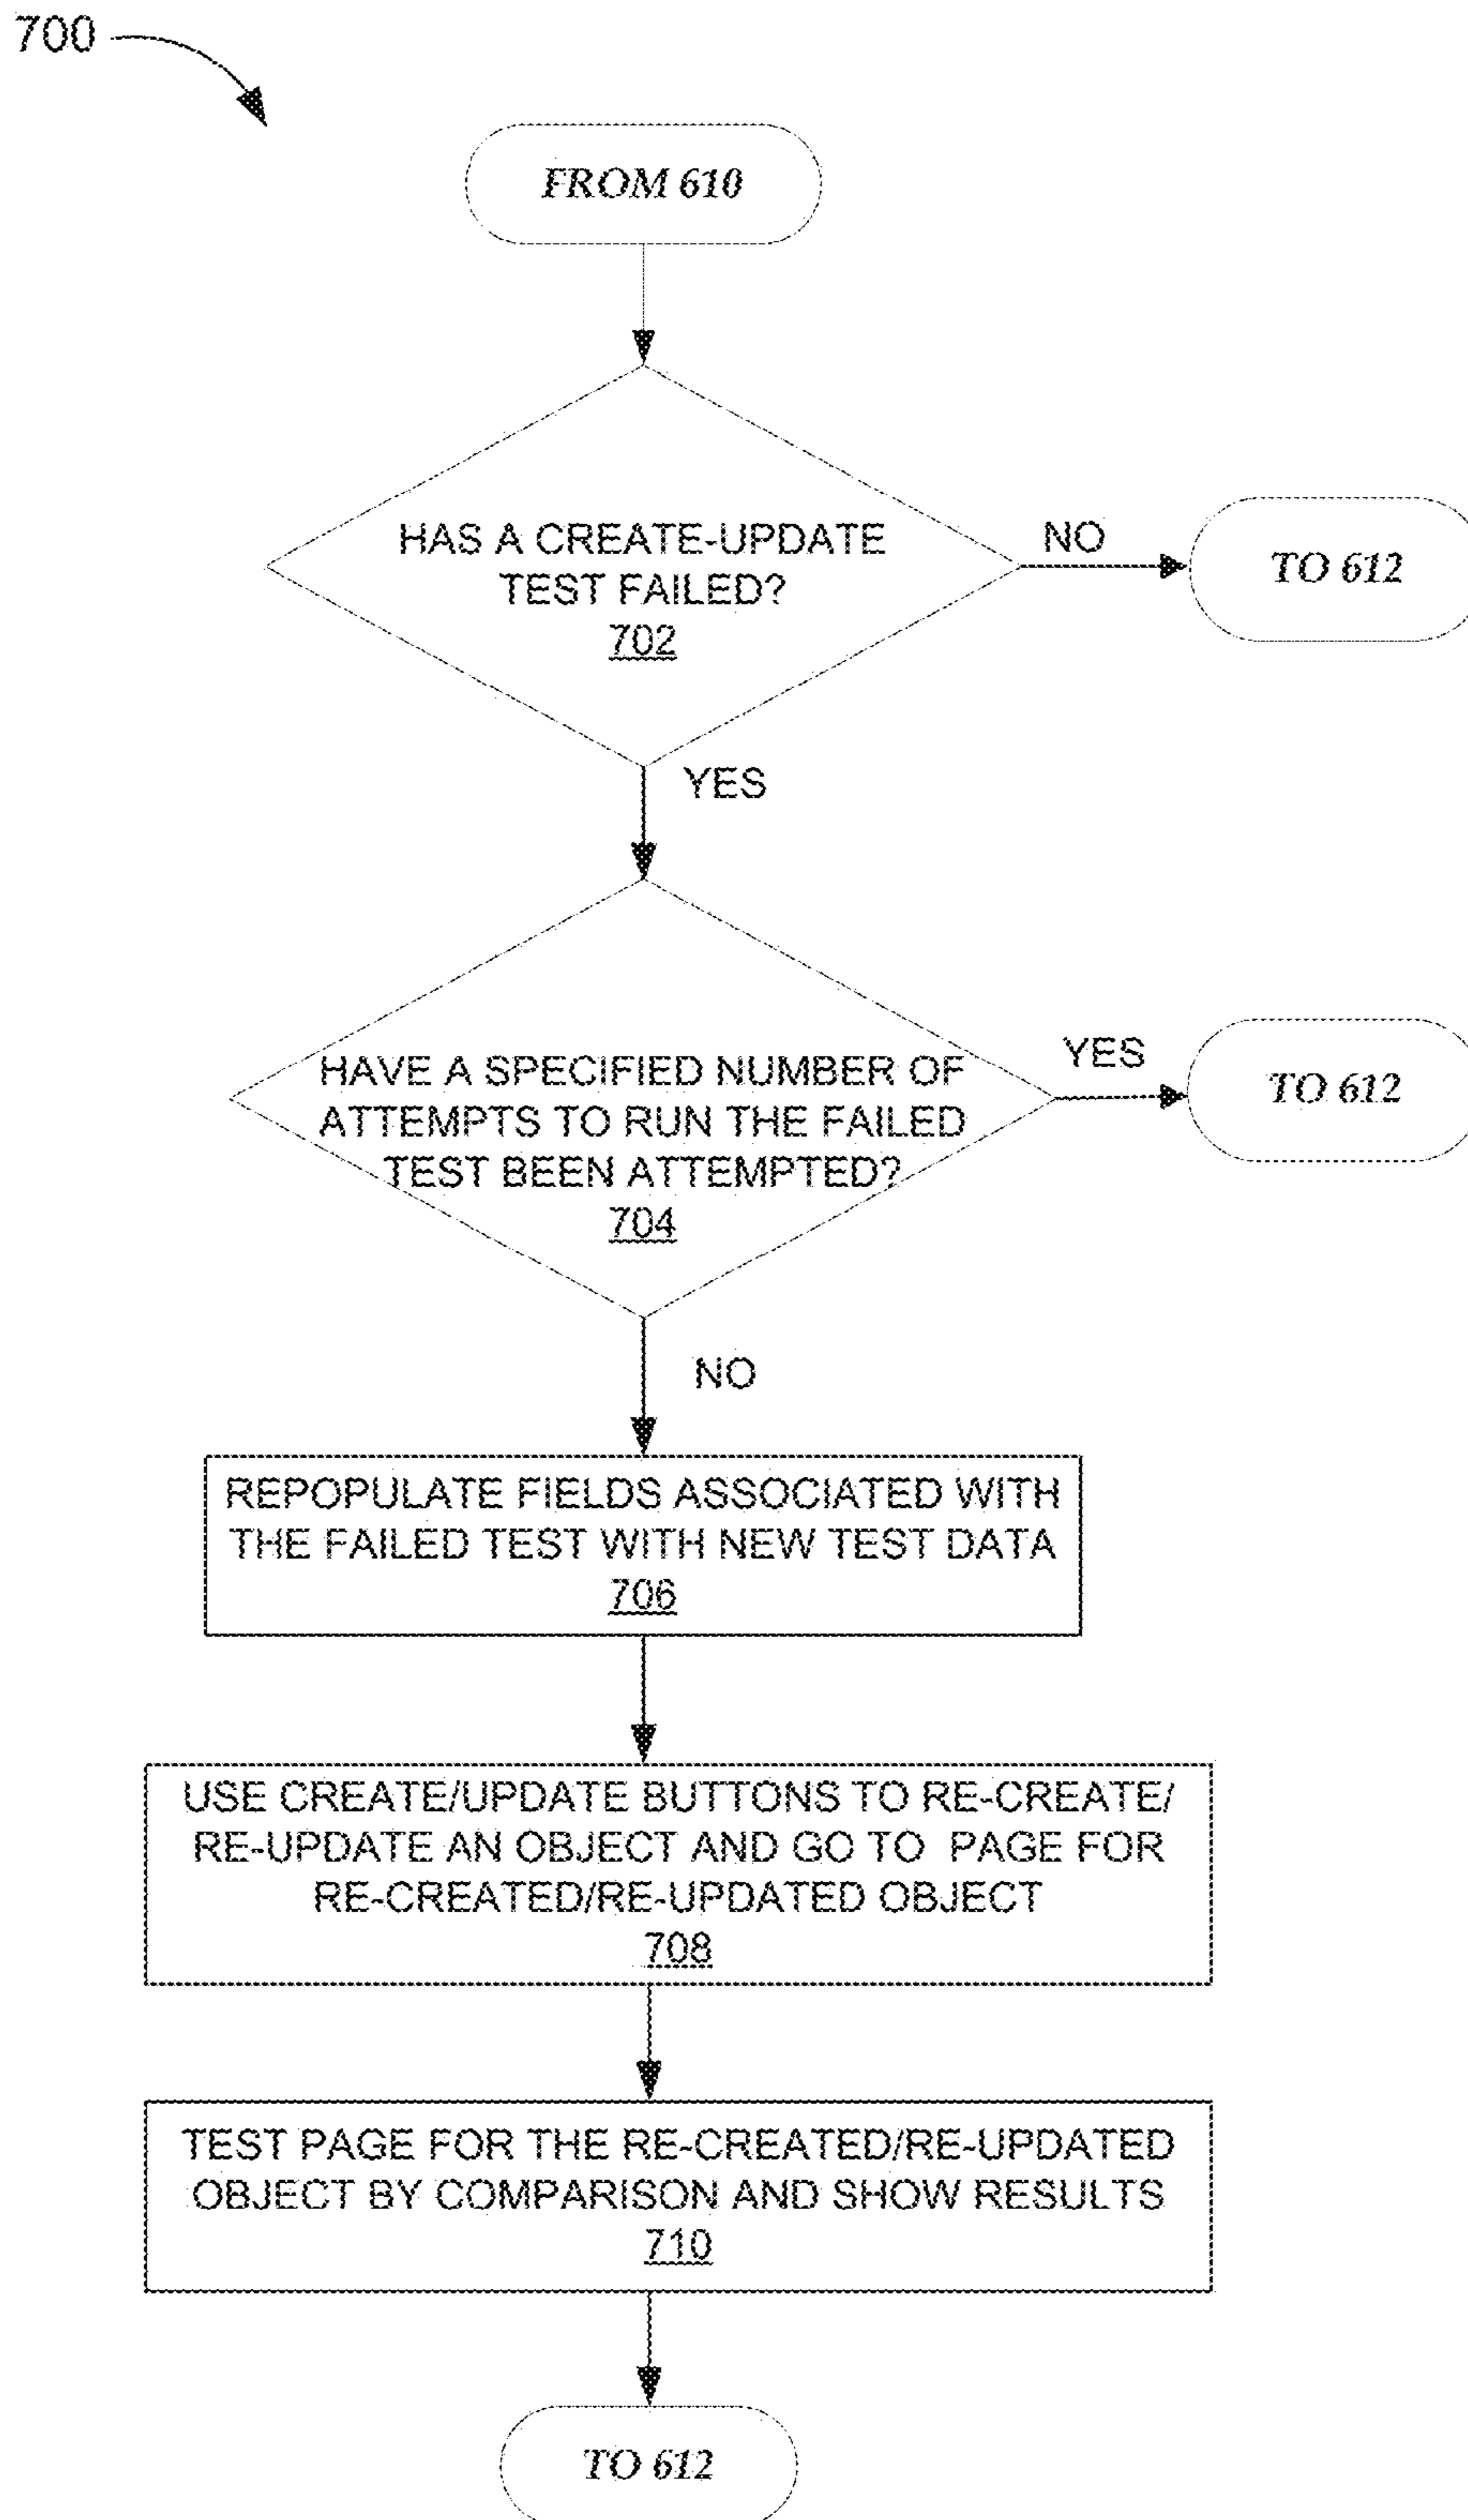 700
FROM 610
HAS A CREATE-UPDATE
TEST FAILED?
702
NO
TO 612
YES
HAVE A SPECIFIED NUMBER OF
ATTEMPTS TO RUN THE FAILED
TEST BEEN ATTEMPTED?
704
YES
TO 612
NO
REPOPULATE FIELDS ASSOCIATED WITH
THE FAILED TEST WITH NEW TEST DATA
706
USE CREATE/UPDATE BUTTONS TO RE-CREATE/
RE-UPDATE AN OBJECT AND GO TO PAGE FOR
RE-CREATED/RE-UPDATED OBJECT
708
TEST PAGE FOR THE RE-CREATED/RE-UPDATED
OBJECT BY COMPARISON AND SHOW RESULTS
710
TO 612